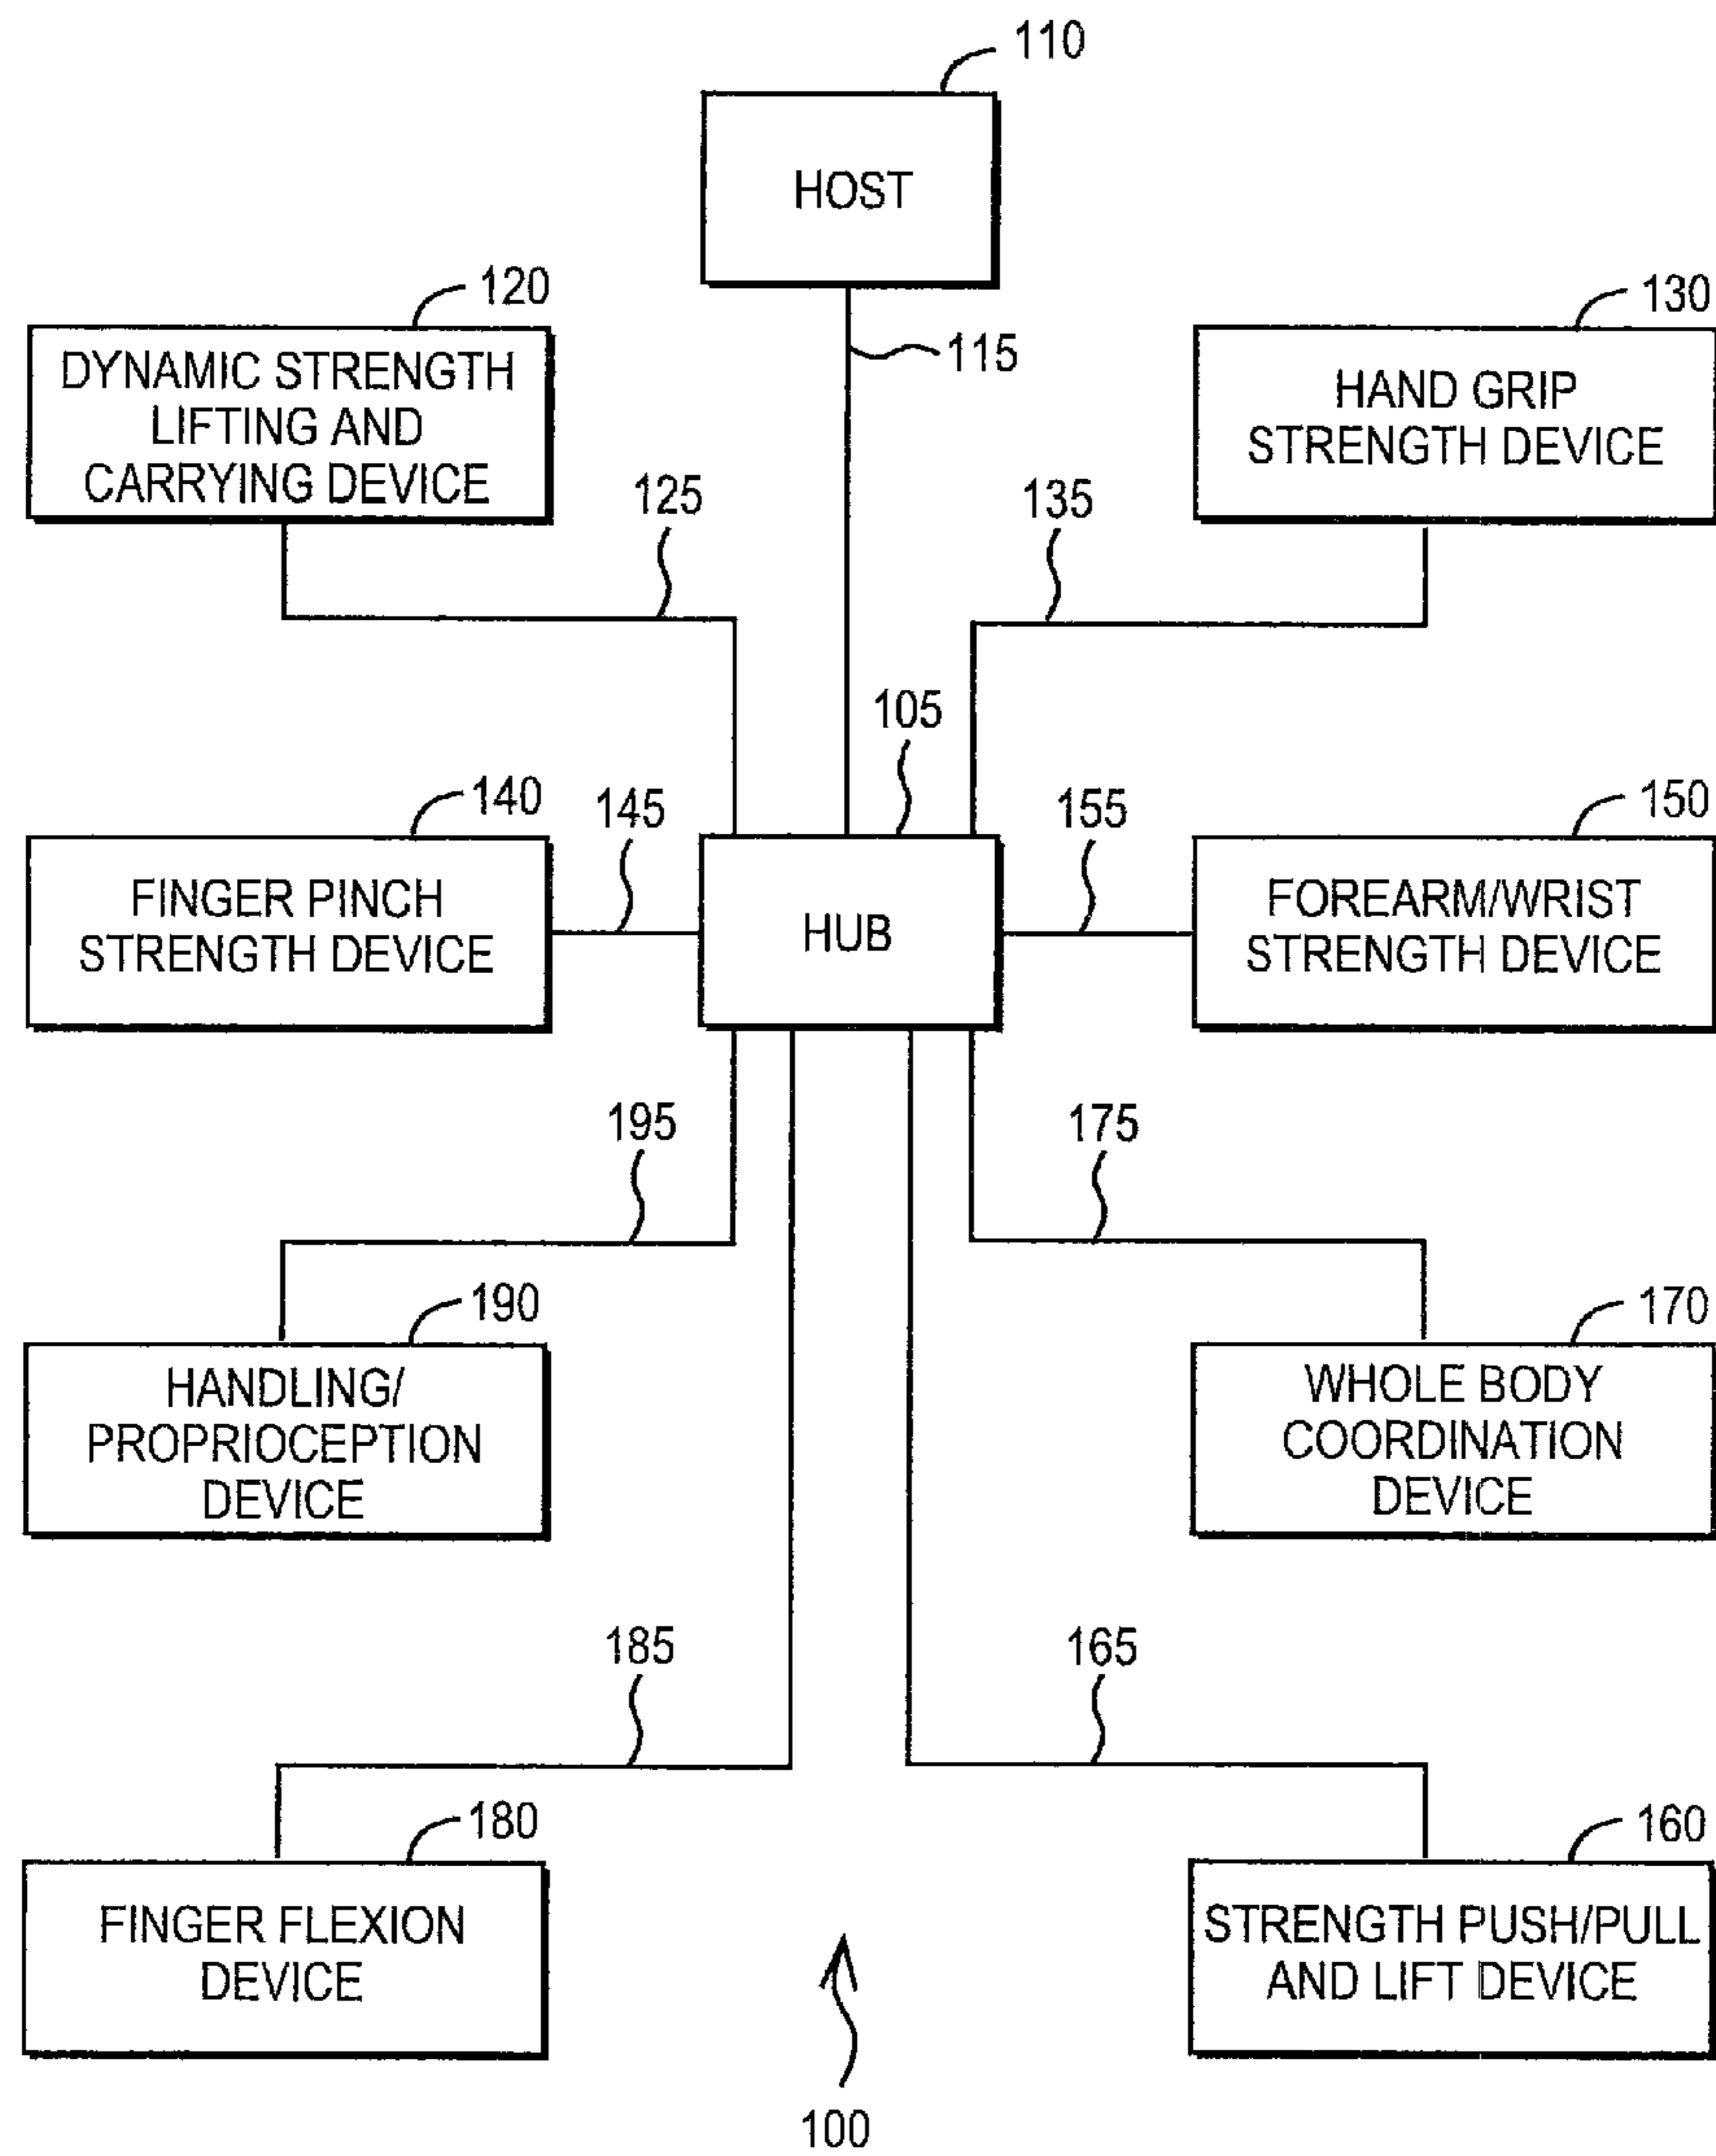 110
HOST
115
120
DYNAMIC STRENGTH
LIFTING AND
CARRYING DEVICE
125
130
HAND GRIP
STRENGTH DEVICE
135
105
HUB
140
FINGER PINCH
STRENGTH DEVICE
145
155
150
FOREARM/WRIST
STRENGTH DEVICE
195
175
190
HANDLING/
PROPRIOCEPTION
DEVICE
170
WHOLE BODY
COORDINATION
DEVICE
185
165
180
FINGER FLEXION
DEVICE
160
STRENGTH PUSH/PULL
AND LIFT DEVICE
100